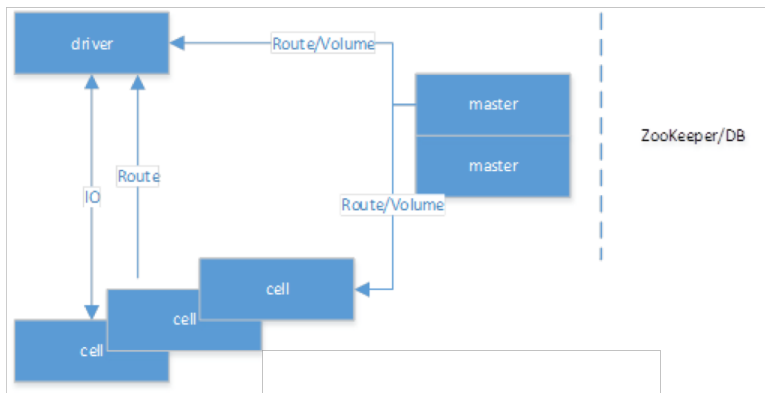 driver
Route/Volume
master
ZooKeeper/DB
master
Route
IO
Route/Volume
cell
cell
cell